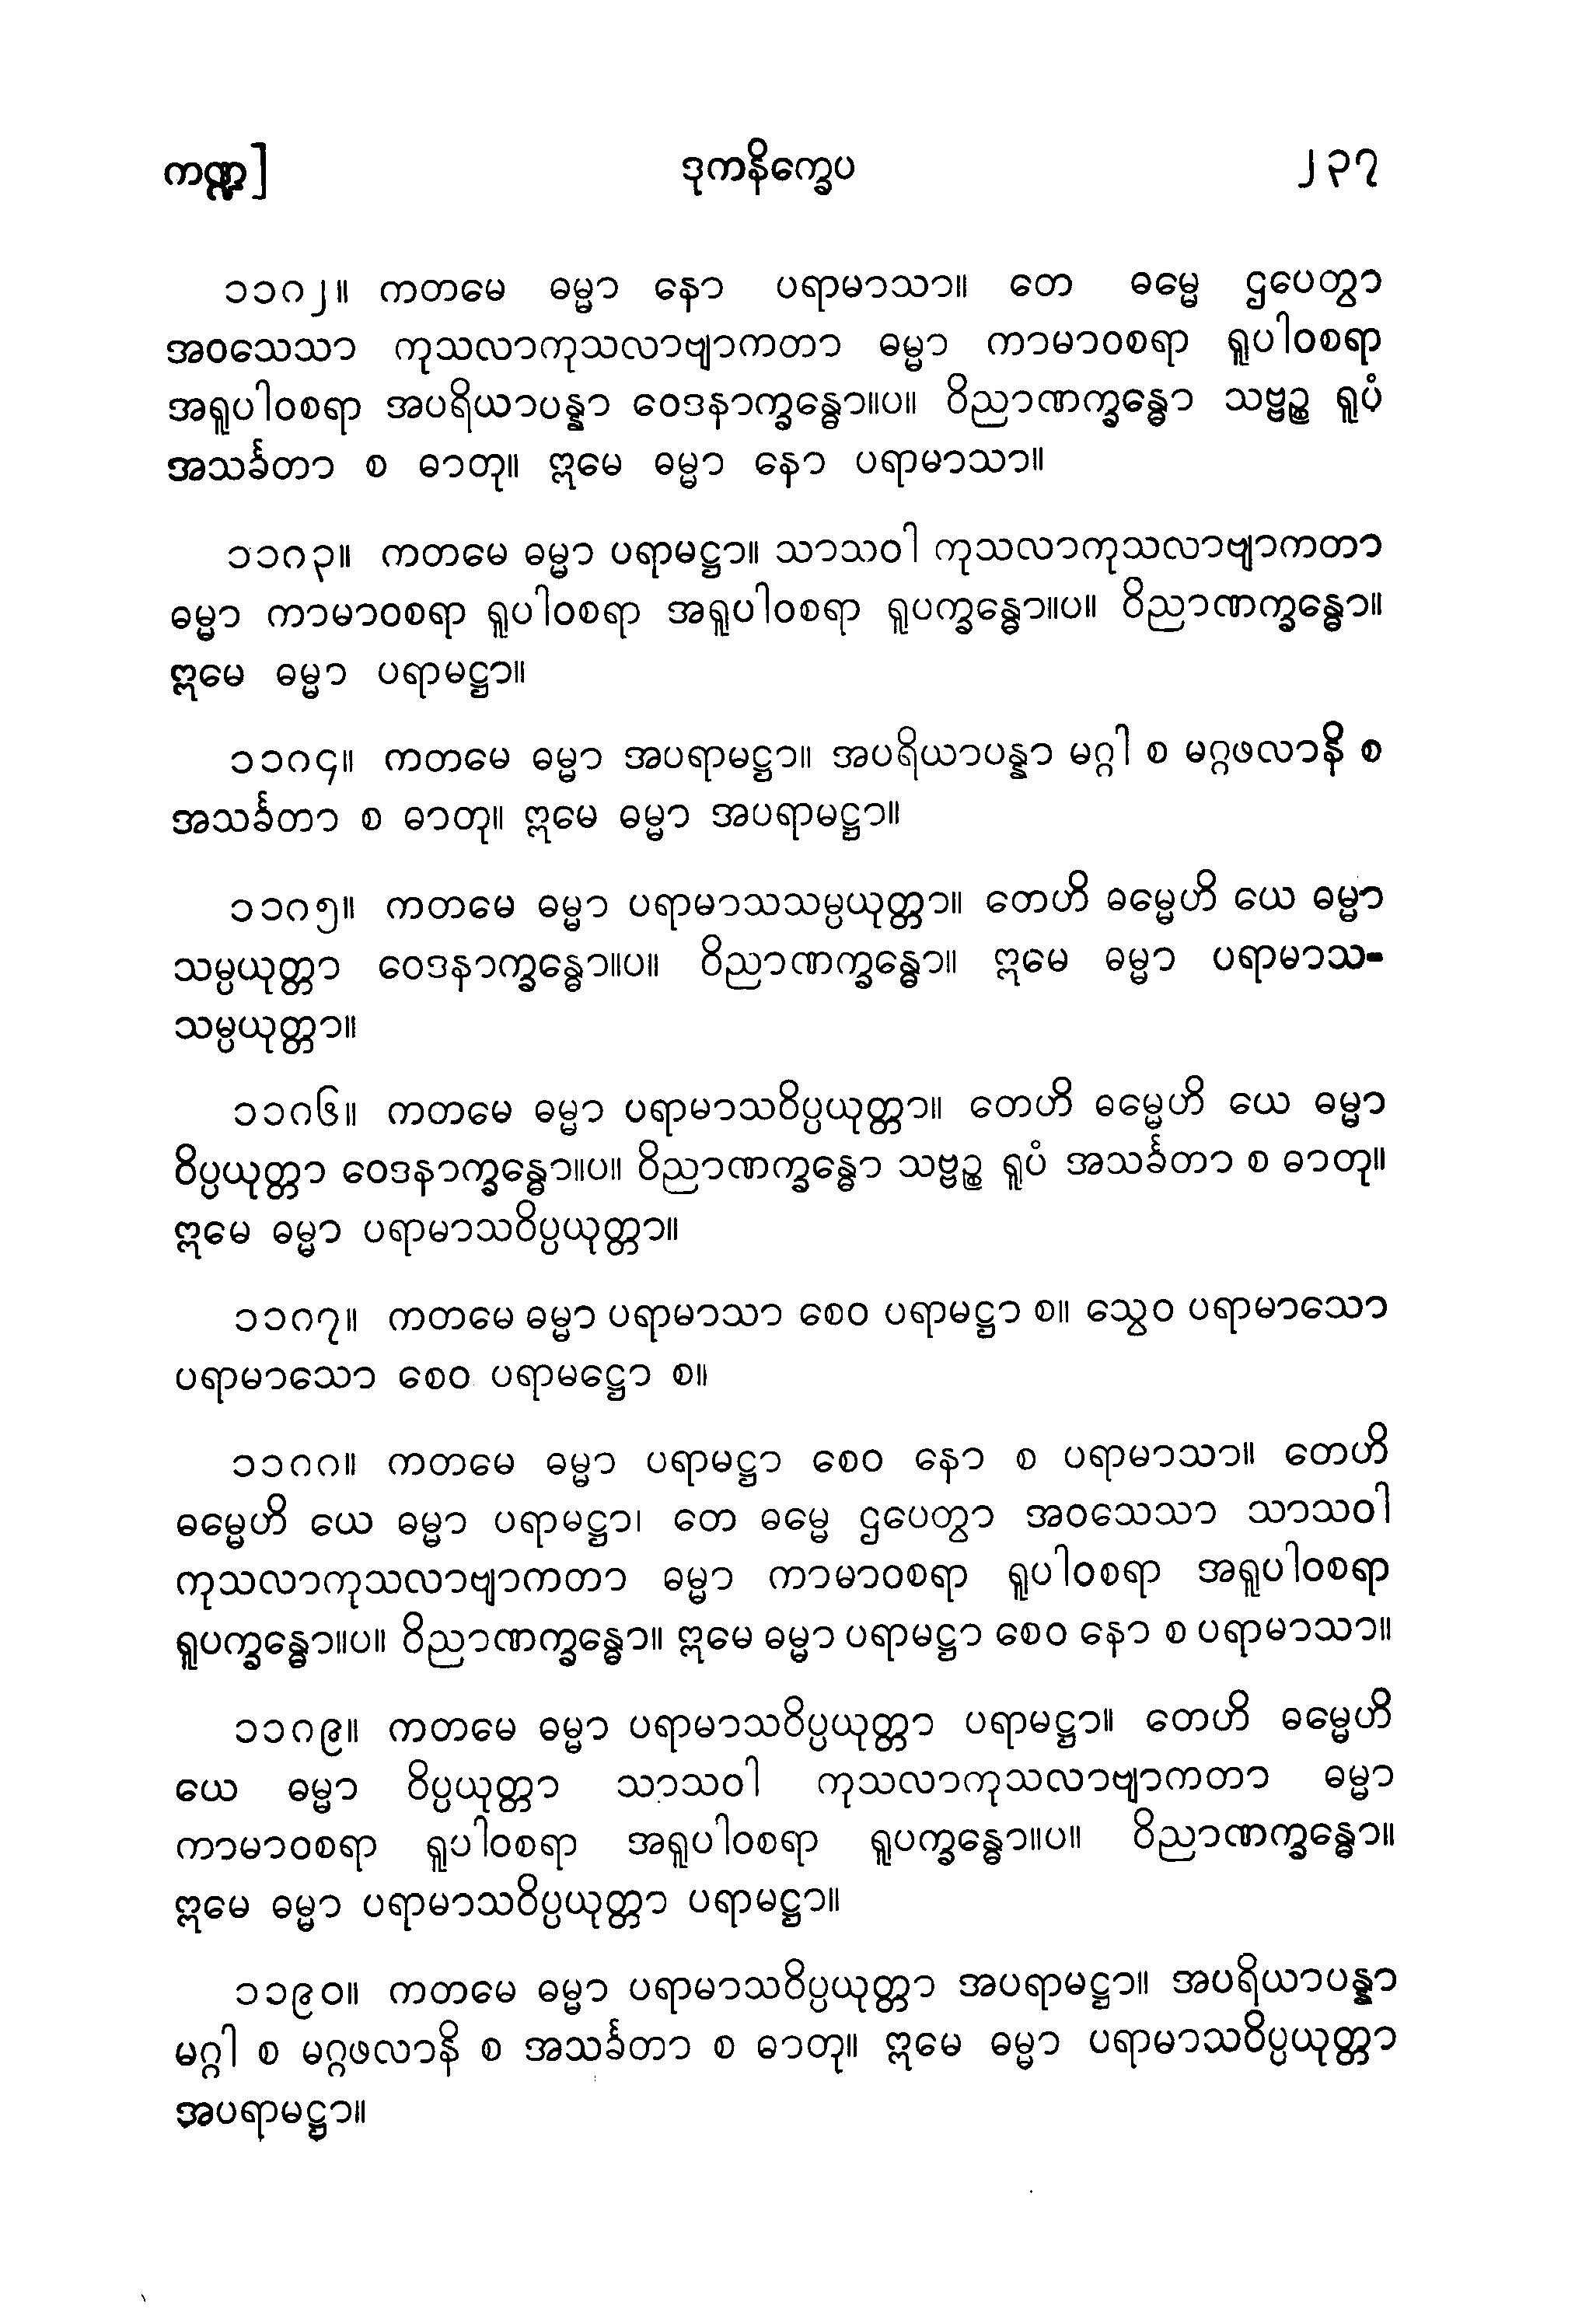 ကဏ္ဍ] ဒုကနိက္ခေပ ၂၃၇
၁၁ဂ၂။ ကတမေ ဓမ္မာ နော ပရာမာသာ။ တေ ဓမ္မေ ဌပေတွာ
အဝသေသာ ကုသလာကုသလာဗျာကတာ ဓမ္မာ ကာမာဝစရာ ရူပါဝစရာ
အရူပါဝစရာ အပရိယာပန္နာ ဝေဒနာက္ခန္ဓော။ပ။ ဝိညာဏက္ခန္ဓော သဗ္ဗဉ္စ ရူပံ
အသင်္ခတာ စ ဓာတု။ ဣမေ ဓမ္မာ နော ပရာမာသာ။
၁၁ဂ၃။ ကတမေ ဓမ္မာ ပရာမဋ္ဌာ။ သာသဝါ ကုသလာကုသလာဗျာကတာ
ဓမ္မာ ကာမာဝစရာ ရူပါဝစရာ အရူပါဝစရာ ရူပက္ခန္ဓော။ပ။ ဝိညာဏက္ခန္ဓော။
ဣမေ ဓမ္မာ ပရာမဋ္ဌာ။
၁၁ဂ၄။ ကတမေ ဓမ္မာ အပရာမဋ္ဌာ။ အပရိယာပန္နာ မဂ္ဂါ စ မဂ္ဂဖလာနိ စ
အသင်္ခတာ စ ဓာတု။ ဣမေ ဓမ္မာ အပရာမဋ္ဌာ။
၁၁ဂ၅။ ကတမေ ဓမ္မာ ပရာမာသသမ္ပယုတ္တာ။ တေဟိ ဓမ္မေဟိ ယေ ဓမ္မာ
သမ္ပယုတ္တာ ဝေဒနာက္ခန္ဓော။ပ။ ဝိညာဏက္ခန္ဓော။ ဣမေ ဓမ္မာ ပရာမာသ-
သမ္ပယုတ္တာ။
၁၁ဂ၆။ ကတမေ ဓမ္မာ ပရာမာသဝိပ္ပယုတ္တာ။ တေဟိ ဓမ္မေဟိ ယေ ဓမ္မာ
ဝိပ္ပယုတ္တာ ဝေဒနာက္ခန္ဓော။ပ။ ဝိညာဏက္ခန္ဓော သဗ္ဗဉ္စ ရူပံ အသင်္ခတာ စ ဓာတု။
ဣမေ ဓမ္မာ ပရာမာသဝိပ္ပယုတ္တာ။
၁၁ဂ၇။ ကတမေ ဓမ္မာ ပရာမာသာ စေဝ ပရာမဋ္ဌာ စ။ သွေဝ ပရာမာသော
ပရာမာသော စေဝ ပရာမဋ္ဌော စ။
၁၁ဂဂ။ ကတမေ ဓမ္မာ ပရာမဋ္ဌာ စေဝ နော စ ပရာမာသာ။ တေဟိ
ဓမ္မေဟိ ယေ ဓမ္မာ ပရာမဋ္ဌာ၊ တေ ဓမ္မေ ဌပေတွာ အဝသေသာ သာသဝါ
ကုသလာကုသလာဗျာကတာ ဓမ္မာ ကာမာဝစရာ ရူပါဝစရာ အရူပါဝစရာ
ရူပက္ခန္ဓော။ပ။ ဝိညာဏက္ခန္ဓော။ ဣမေ ဓမ္မာ ပရာမဋ္ဌာ စေဝ နော စ ပရာမာသာ။
၁၁ဂ၉။ ကတမေ ဓမ္မာ ပရာမာသဝိပ္ပယုတ္တာ ပရာမဋ္ဌာ။ တေဟိ ဓမ္မေဟိ
ယေ ဓမ္မာ ဝိပ္ပယုတ္တာ သာသဝါ ကုသလာကုသလာဗျာကတာ ဓမ္မာ
ကာမာဝစရာ ရူပါဝစရာ အရူပါဝစရာ ရူပက္ခန္ဓော။ပ။ ဝိညာဏက္ခန္ဓော။
ဣမေ ဓမ္မာ ပရာမာသဝိပ္ပယုတ္တာ ပရာမဋ္ဌာ။
၁၁၉ဝ။ ကတမေ ဓမ္မာ ပရာမာသဝိပ္ပယုတ္တာ အပရာမဋ္ဌာ။ အပရိယာပန္နာ
မဂ္ဂါ စ မဂ္ဂဖလာနိ စ အသင်္ခတာ စ ဓာတု။ ဣမေ ဓမ္မာ ပရာမာသဝိပ္ပယုတ္တာ
အပရာမဋ္ဌာ။